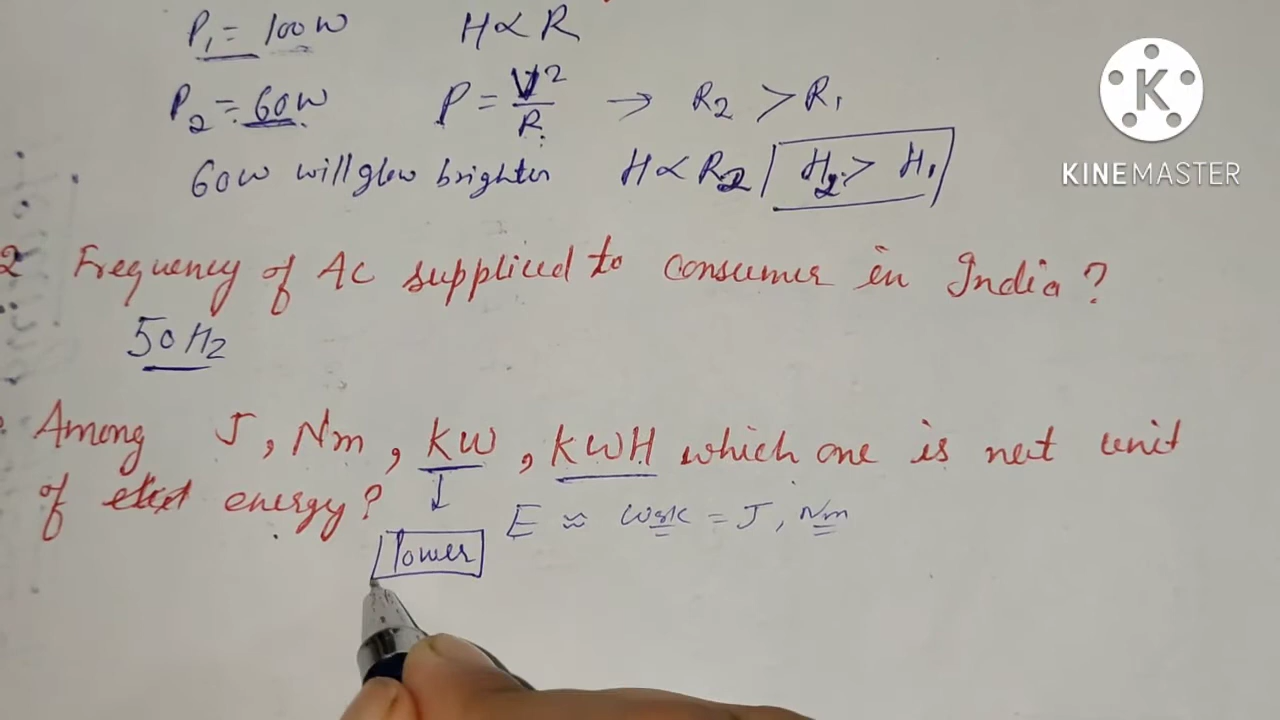 P₁ = 100W H ∝ R
P₂ = 60W P = V²/R → R₂ > R₁
60W will glow brighter H ∝ R₂ H₂ > H₁
2 Frequency of AC supplied to consumer in India?
50 Hz
Among J, Nm, KW, KWH which one is not unit
of energy?
↓ E ≈ Work = J, Nm
Power
K
KINEMASTER